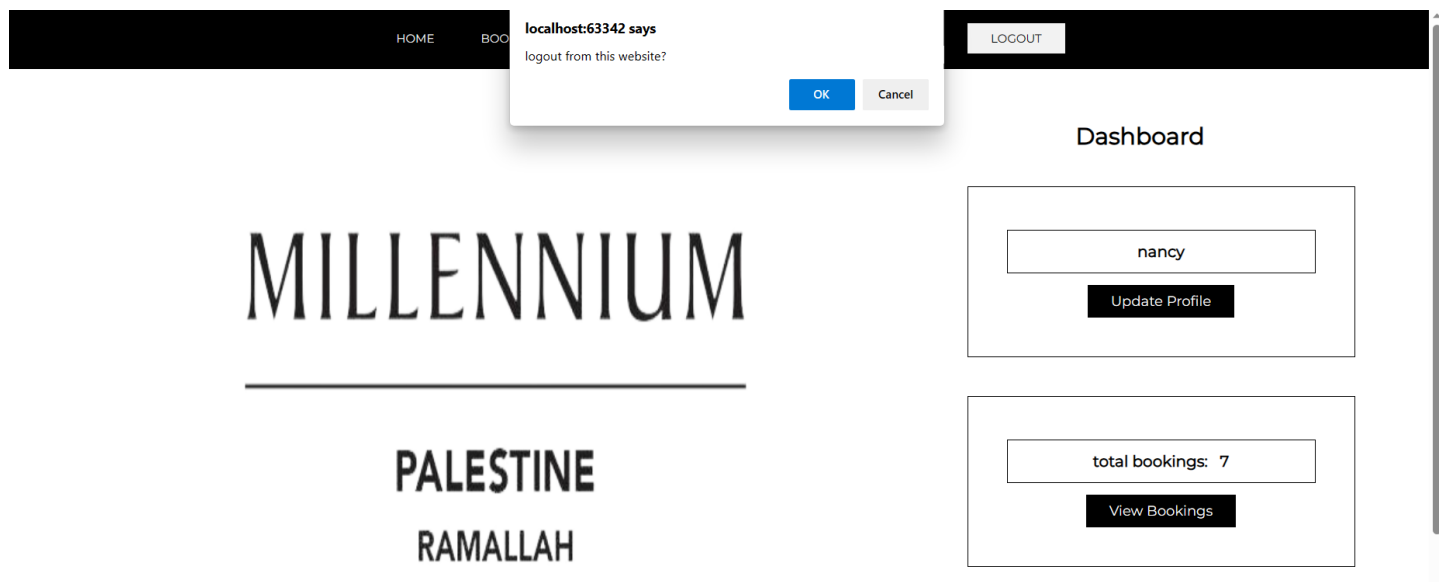 HOME
BOO
LOGOUT
localhost:63342 says
logout from this website?
OK
Cancel
Dashboard
nancy
Update Profile
total bookings: 7
View Bookings
MILLENNIUM
PALESTINE
RAMALLAH